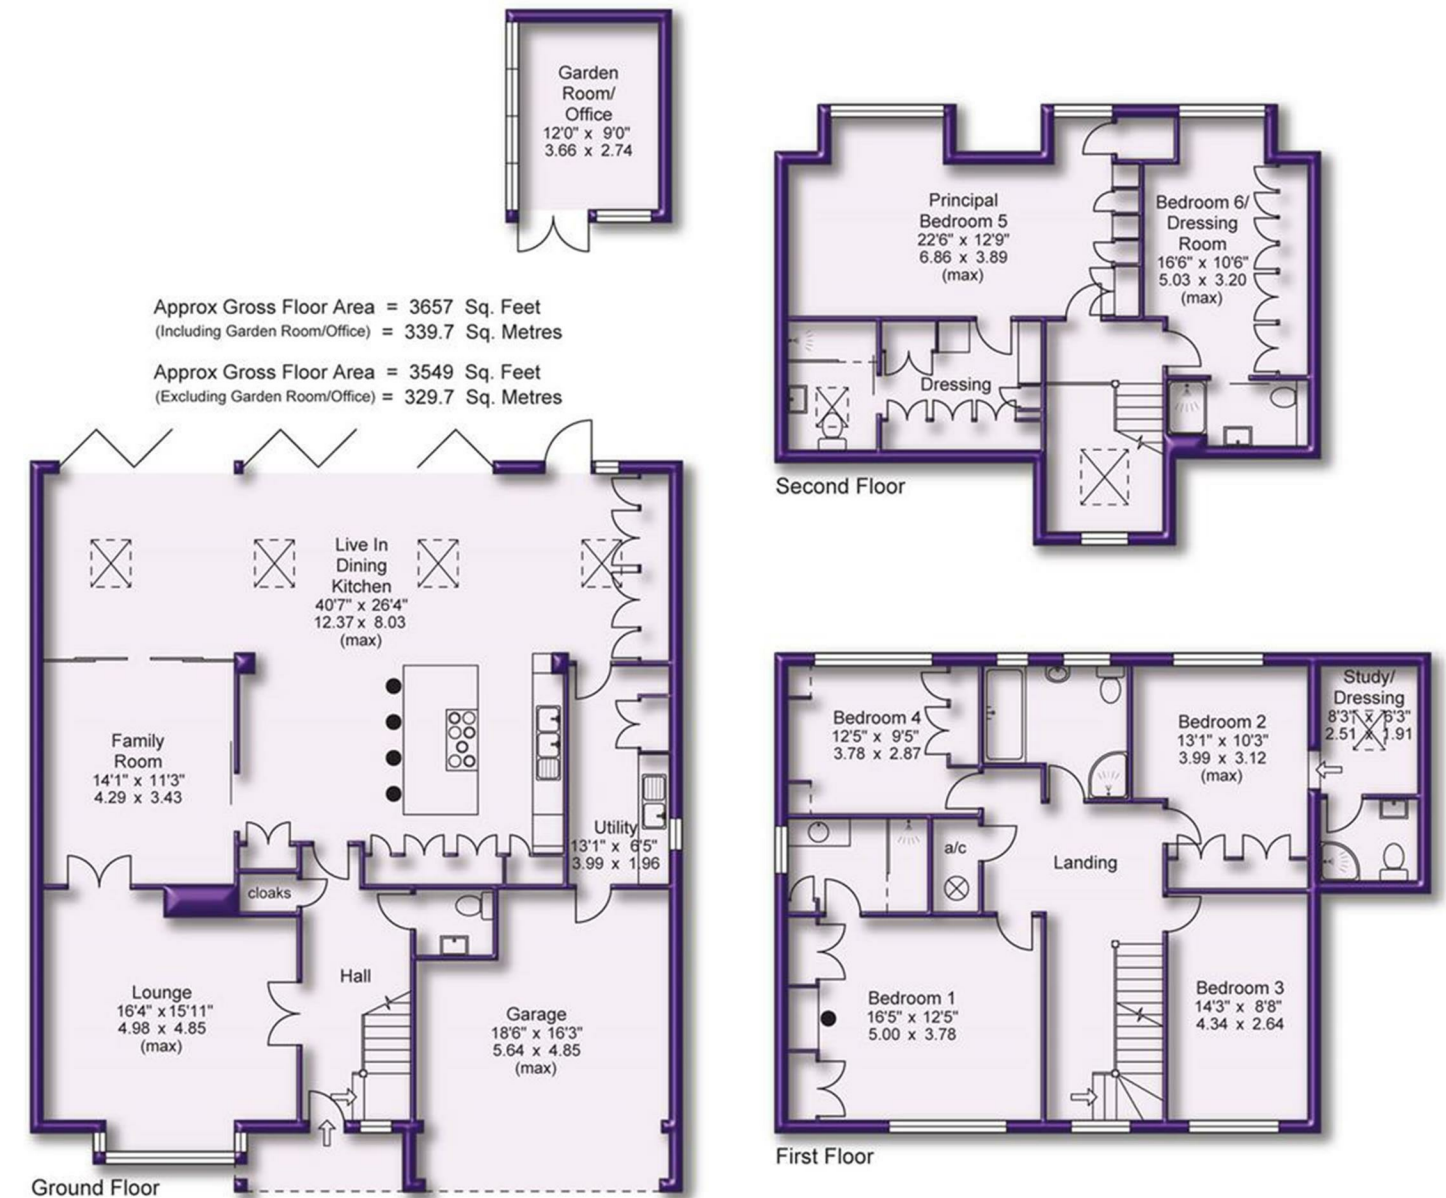 Garden
Room/
Office
12'0" x 9'0"
3.66 x 2.74
Approx Gross Floor Area = 3657 Sq. Feet
(Including Garden Room/Office) = 339.7 Sq. Metres
Approx Gross Floor Area = 3549 Sq. Feet
(Excluding Garden Room/Office) = 329.7 Sq. Metres
Live In
Dining
Kitchen
40'7" x 26'4"
12.37 x 8.03
(max)
Family
Room
14'1" x 11'3"
4.29 x 3.43
Utility
13'1" x 6'5"
3.99 x 1.96
cloaks
Hall
Lounge
16'4" x 15'11"
4.98 x 4.85
(max)
Garage
18'6" x 16'3"
5.64 x 4.85
(max)
Ground Floor
Principal
Bedroom 5
22'6" x 12'9"
6.86 x 3.89
(max)
Bedroom 6/
Dressing
Room
16'6" x 10'6"
5.03 x 3.20
(max)
Dressing
Second Floor
Bedroom 4
12'5" x 9'5"
3.78 x 2.87
Bedroom 2
13'1" x 10'3"
3.99 x 3.12
(max)
Study/
Dressing
8'3" x 6'3"
2.51 x 1.91
a/c
Landing
Bedroom 1
16'5" x 12'5"
5.00 x 3.78
Bedroom 3
14'3" x 8'8"
4.34 x 2.64
First Floor